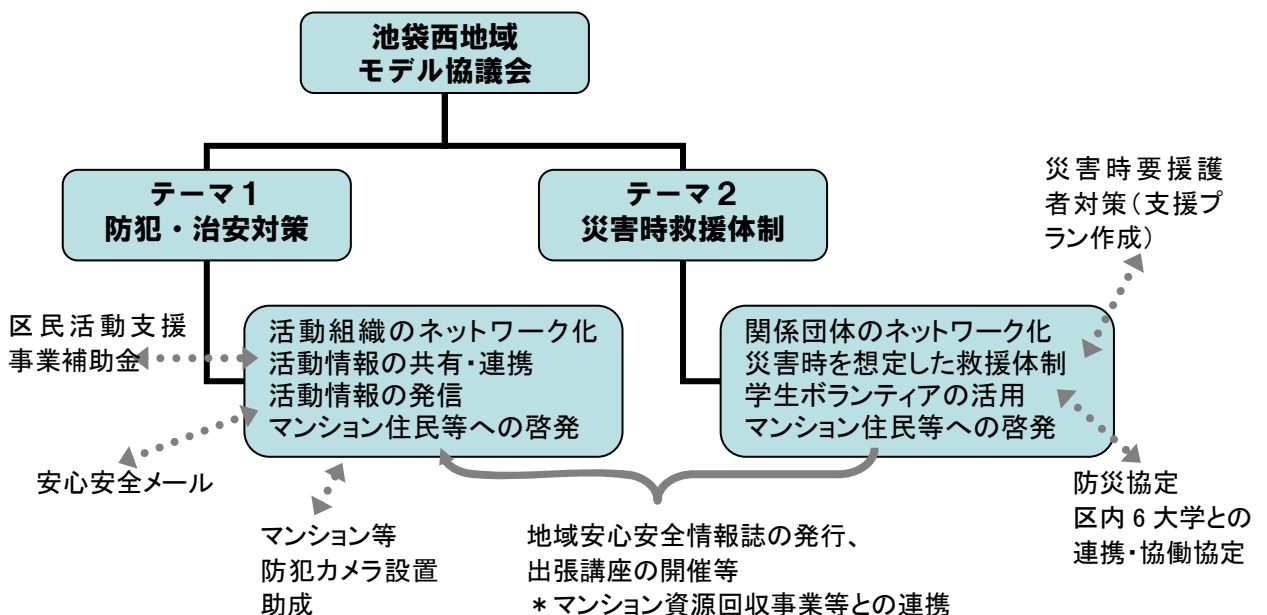 池袋西地域
モデル協議会
テーマ1
防犯・治安対策
テーマ2
災害時救援体制
災害時要援護
者対策(支援プ
ラン作成)
区民活動支援
事業補助金
活動組織のネットワーク化
活動情報の共有・連携
活動情報の発信
マンション住民等への啓発
関係団体のネットワーク化
災害時を想定した救援体制
学生ボランティアの活用
マンション住民等への啓発
安心安全メール
マンション等
防犯カメラ設置
助成
地域安心安全情報誌の発行、
出張講座の開催等
*マンション資源回収事業等との連携
防災協定
区内6大学との
連携・協働協定